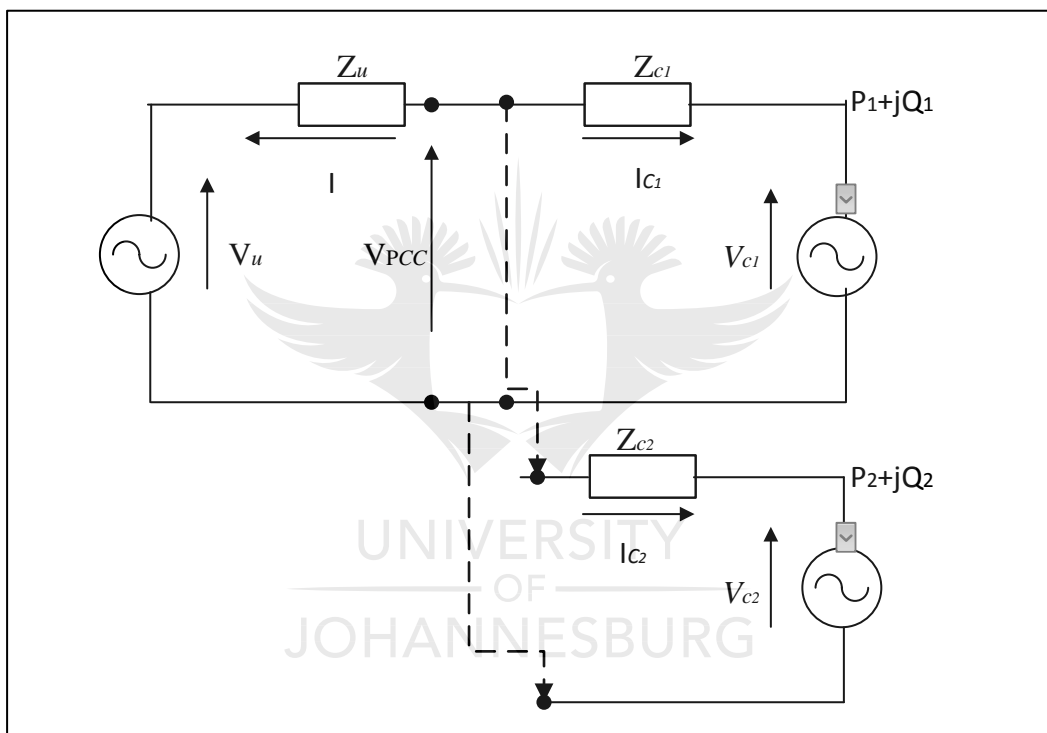 Zu
Zc1
P1+jQ1
I
IC1
Vu
VPCC
Vc1
Zc2
P2+jQ2
IC2
Vc2
UNIVERSITY
OF
JOHANNESBURG